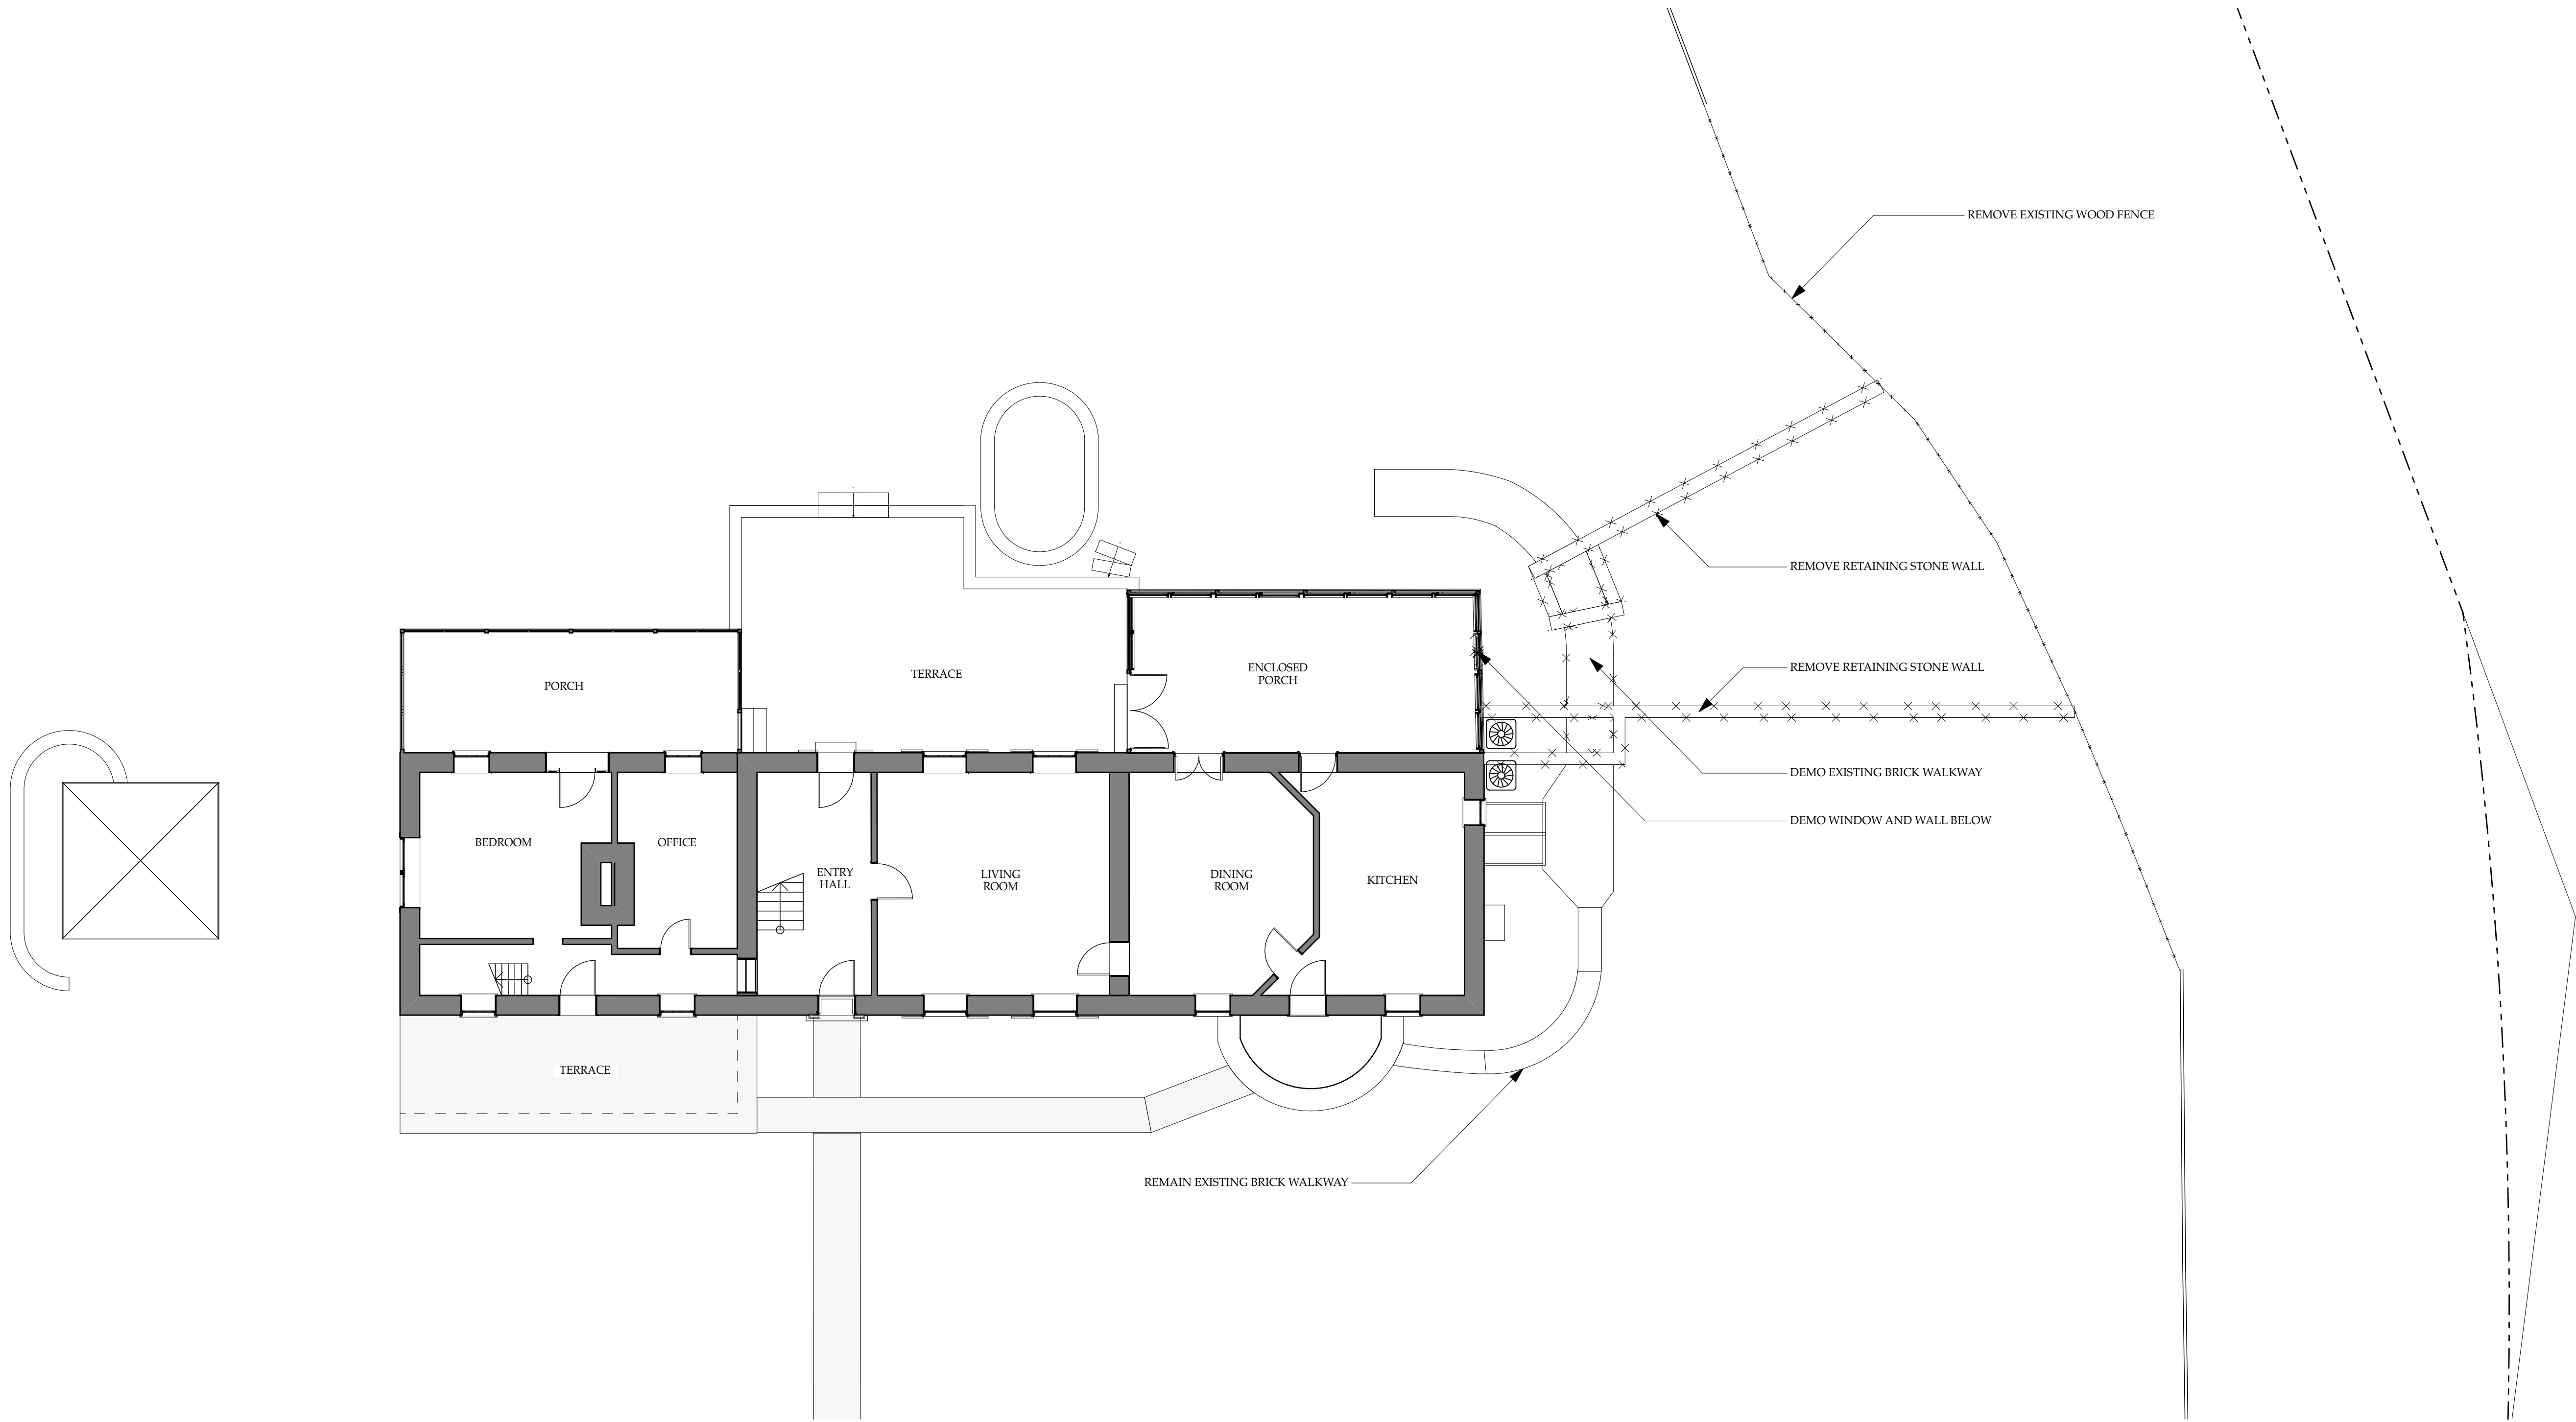 REMOVE EXISTING WOOD FENCE
REMOVE RETAINING STONE WALL
REMOVE RETAINING STONE WALL
ENCLOSED
PORCH
TERRACE
PORCH
DEMO EXISTING BRICK WALKWAY
DEMO WINDOW AND WALL BELOW
BEDROOM
OFFICE
ENTRY
HALL
LIVING
ROOM
DINING
ROOM
KITCHEN
TERRACE
REMAIN EXISTING BRICK WALKWAY